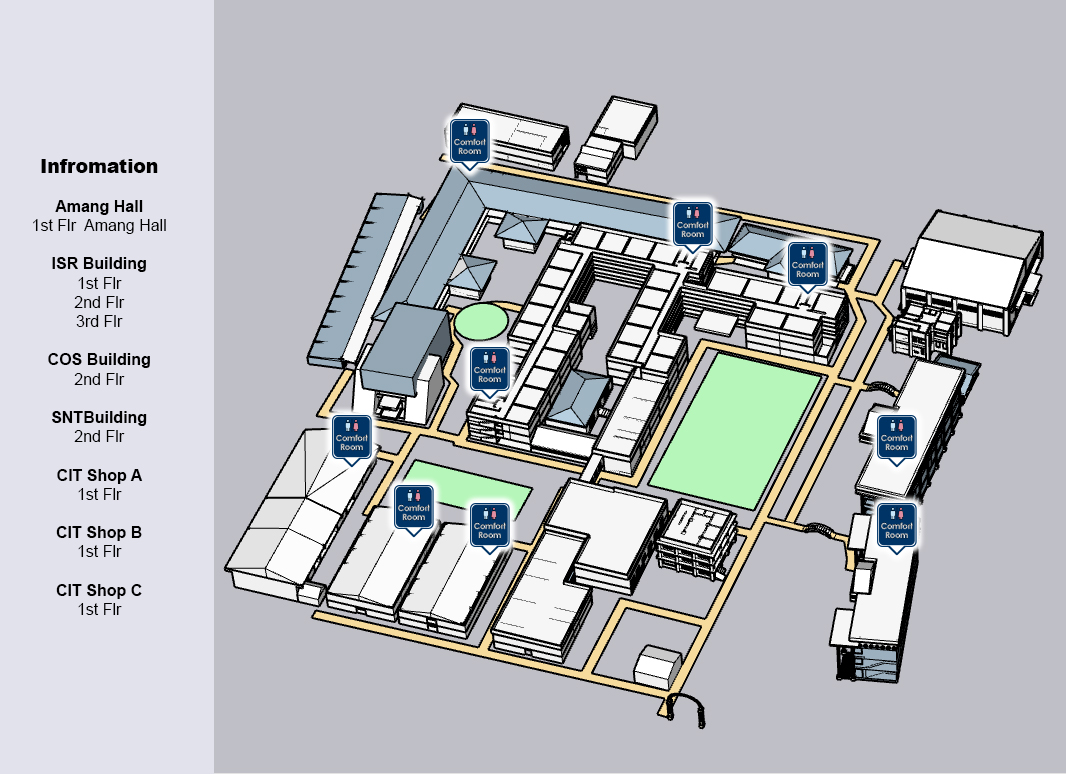 Infromation
Amang Hall
1st Flr  Amang Hall
ISR Building
1st Flr
2nd Flr
3rd Flr
COS Building
2nd Flr
SNTBuilding
2nd Flr
CIT Shop A
1st Flr
CIT Shop B
1st Flr
CIT Shop C
1st Flr
Comfort
Room
Comfort
Room
Comfort
Room
Comfort
Room
Comfort
Room
Comfort
Room
Comfort
Room
Comfort
Room
Comfort
Room